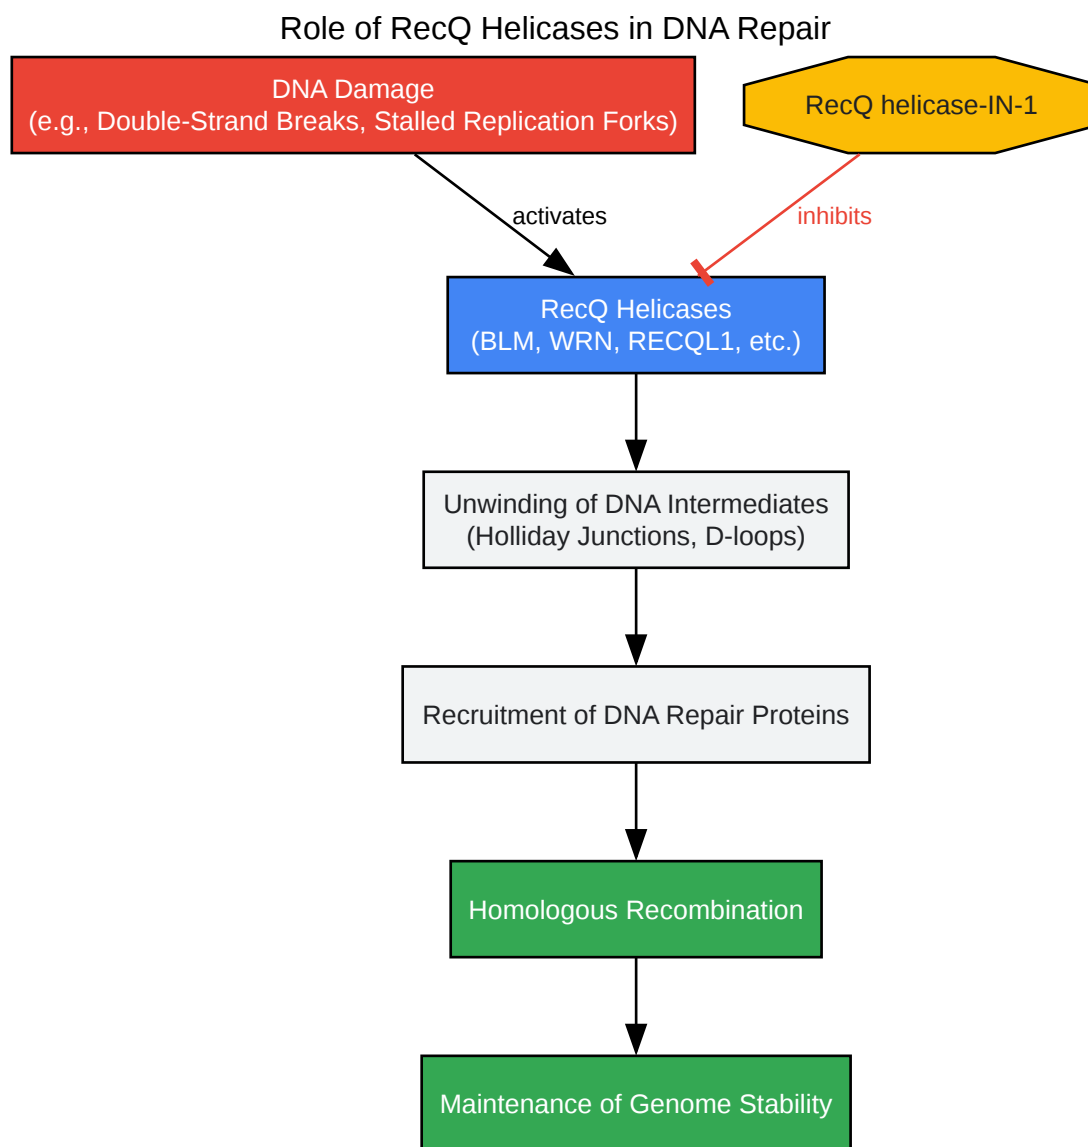 Role of RecQ Helicases in DNA Repair
DNA Damage
(e.g., Double-Strand Breaks, Stalled Replication Forks)
RecQ helicase-IN-1
activates
inhibits
RecQ Helicases
(BLM, WRN, RECQL1, etc.)
Unwinding of DNA Intermediates
(Holliday Junctions, D-loops)
Recruitment of DNA Repair Proteins
Homologous Recombination
Maintenance of Genome Stability